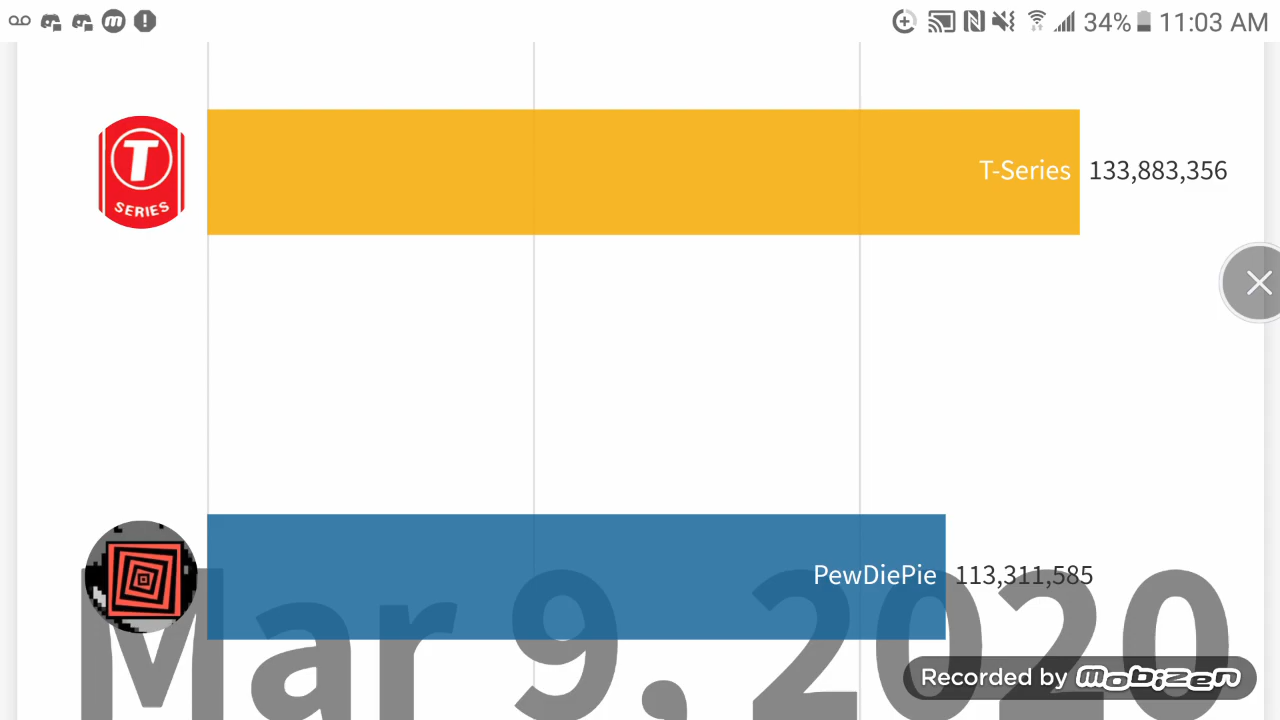 34% 11:03 AM
T SERIES
T-Series 133,883,356
PewDiePie 113,311,585
Mar 9, 2020
Recorded by mobizen